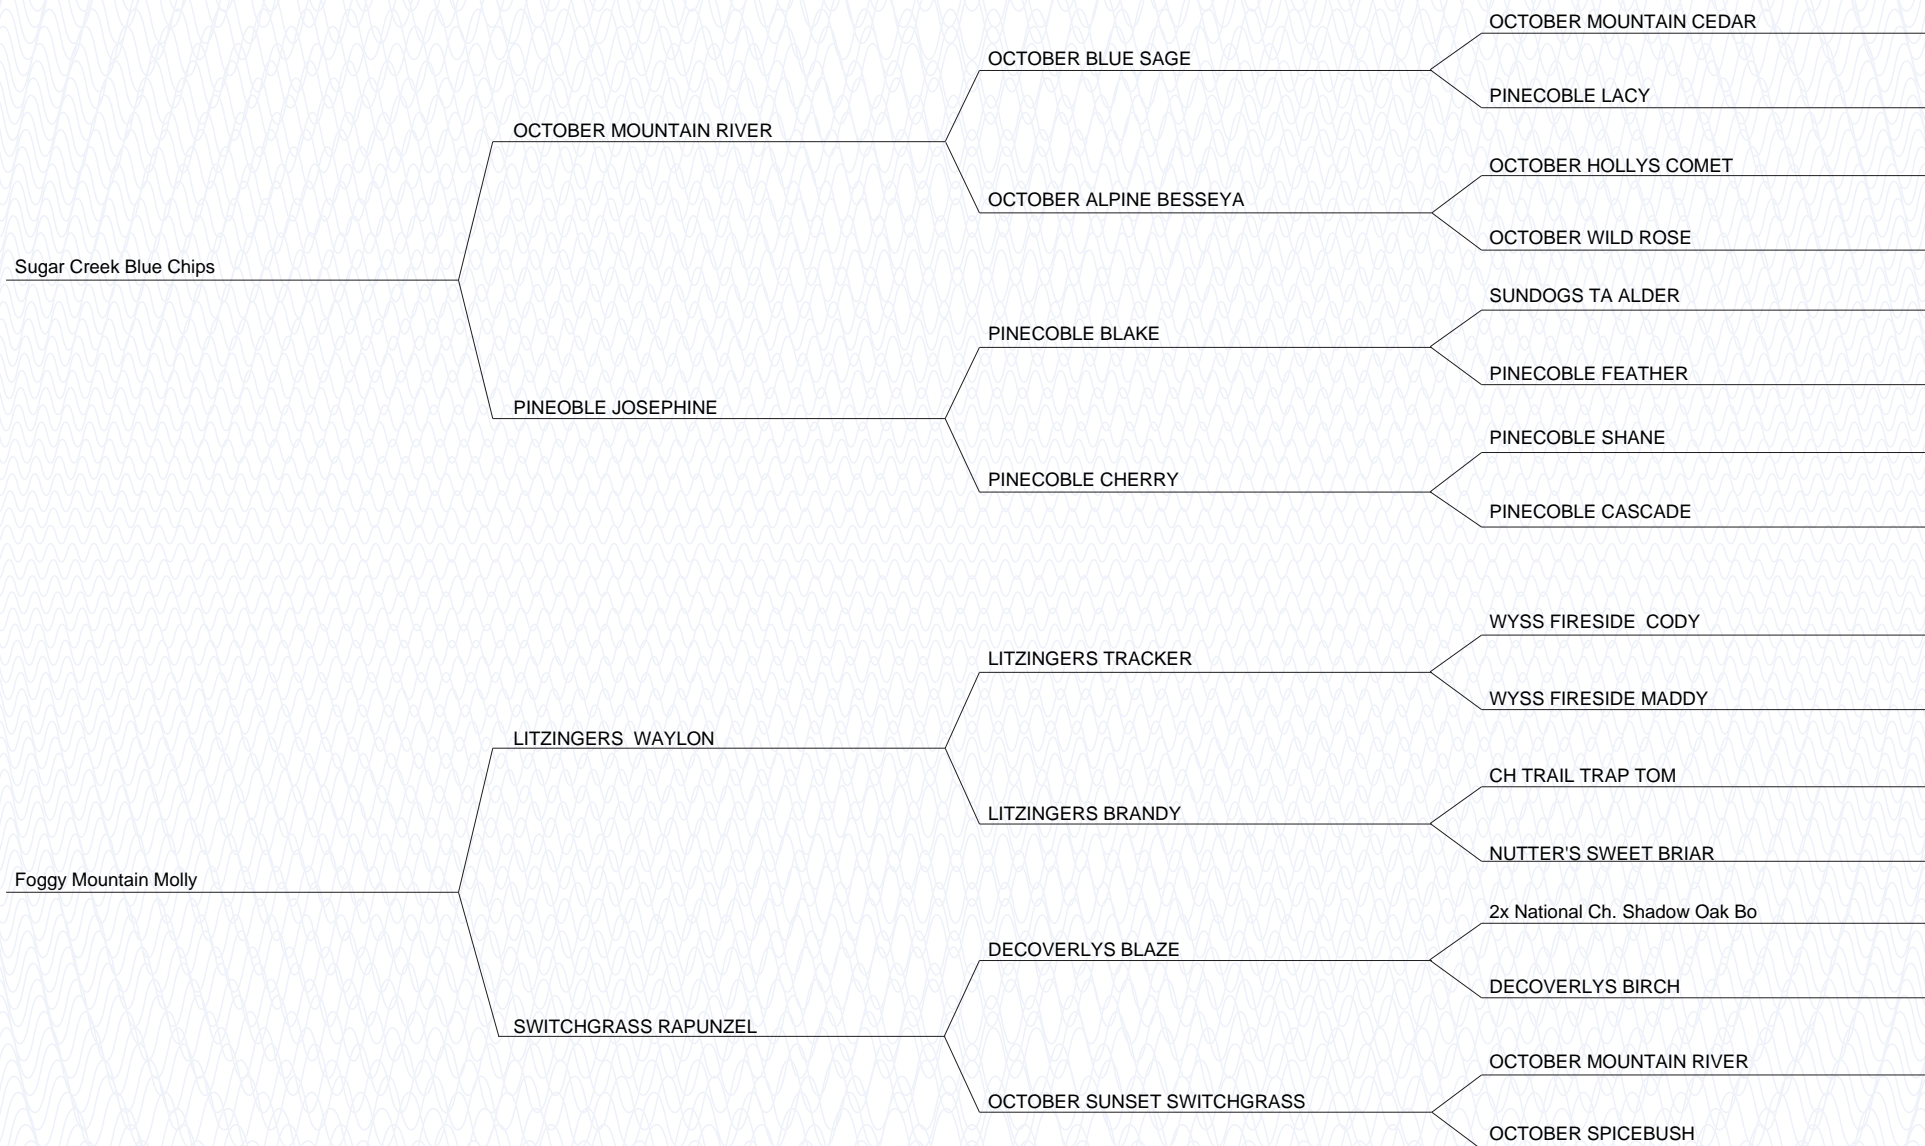 OCTOBER MOUNTAIN CEDAR
OCTOBER BLUE SAGE
PINECOBLE LACY
OCTOBER MOUNTAIN RIVER
OCTOBER HOLLYS COMET
OCTOBER ALPINE BESSEYA
OCTOBER WILD ROSE
Sugar Creek Blue Chips
SUNDOGS TA ALDER
PINECOBLE BLAKE
PINECOBLE FEATHER
PINEOBLE JOSEPHINE
PINECOBLE SHANE
PINECOBLE CHERRY
PINECOBLE CASCADE
WYSS FIRESIDE  CODY
LITZINGERS TRACKER
WYSS FIRESIDE MADDY
LITZINGERS  WAYLON
CH TRAIL TRAP TOM
LITZINGERS BRANDY
NUTTER'S SWEET BRIAR
Foggy Mountain Molly
2x National Ch. Shadow Oak Bo
DECOVERLYS BLAZE
DECOVERLYS BIRCH
SWITCHGRASS RAPUNZEL
OCTOBER MOUNTAIN RIVER
OCTOBER SUNSET SWITCHGRASS
OCTOBER SPICEBUSH